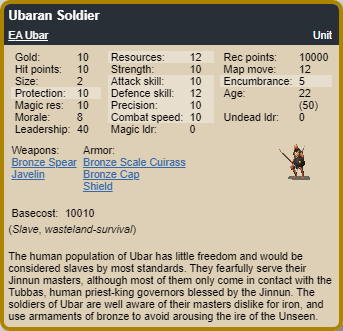 Ubaran Soldier
EA Ubar Unit
Gold: 10 Resources: 12 Rec points: 10000
Hit points: 10 Strength: 10 Map move: 12
Size: 2 Attack skill: 10 Encumbrance: 5
Protection: 10 Defence skill: 12 Age: 22
Magic res: 10 Precision: 10 (50)
Morale: 8 Combat speed: 10 Undead ldr: 0
Leadership: 40 Magic ldr: 0
Weapons: Armor:
Bronze Spear Bronze Scale Cuirass
Javelin Bronze Cap
Shield
Basecost: 10010
(Slave, wasteland-survival)
The human population of Ubar has little freedom and would be
considered slaves by most standards. They fearfully serve their
Jinnun masters, although most of them only come in contact with the
Tubbas, human priest-king governors blessed by the Jinnun. The
soldiers of Ubar are well aware of their masters dislike for iron, and
use armaments of bronze to avoid arousing the ire of the Unseen.